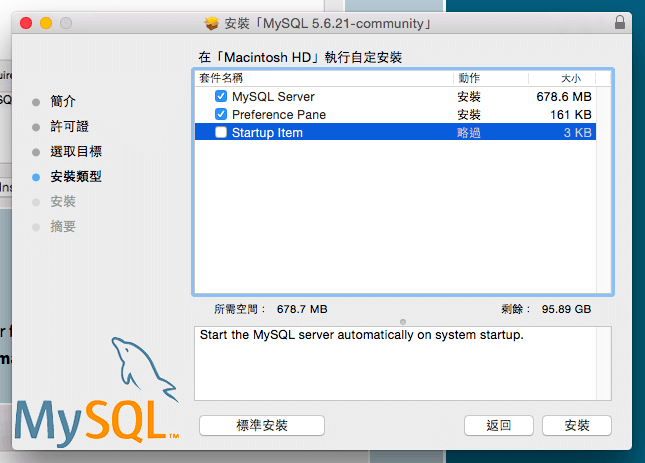 安裝「MySQL 5.6.21-community」
在「Macintosh HD」執行自定安裝
套件名稱 動作 大小
MySQL Server 安裝 678.6 MB
Preference Pane 安裝 161 KB
Startup Item 略過 3 KB
簡介
許可證
選取目標
安裝類型
安裝
摘要
所需空間： 678.7 MB 剩餘： 95.89 GB
Start the MySQL server automatically on system startup.
MySQL™
標準安裝 返回 安裝